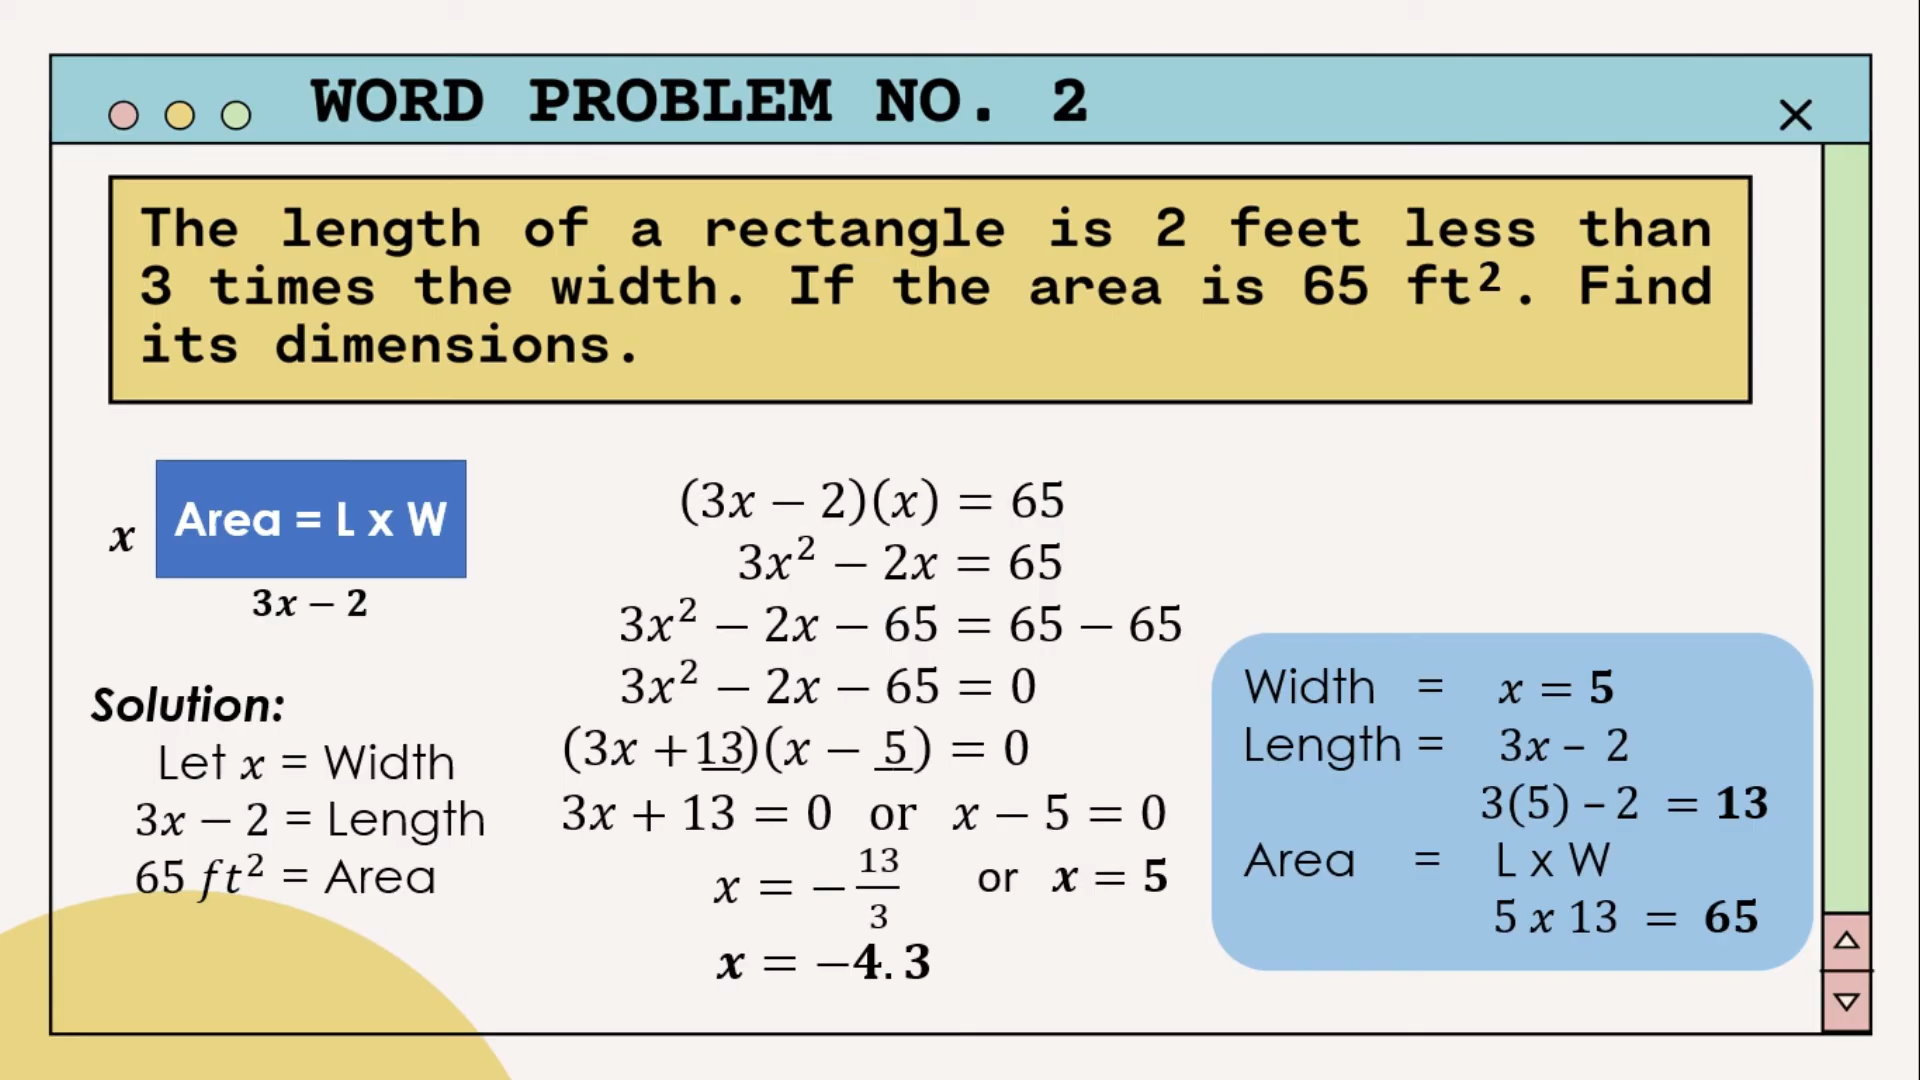 WORD PROBLEM NO. 2
The length of a rectangle is 2 feet less than
3 times the width. If the area is 65 ft². Find
its dimensions.
x
Area = L x W
3x − 2
Solution:
Let x = Width
3x − 2 = Length
65 ft² = Area
(3x − 2)(x) = 65
3x² − 2x = 65
3x² − 2x − 65 = 65 − 65
3x² − 2x − 65 = 0
(3x +13)(x − 5) = 0
3x + 13 = 0 or x − 5 = 0
x = −13/3 or x = 5
x = −4.3
Width = x = 5
Length = 3x – 2
3(5) – 2 = 13
Area = L x W
5 x 13 = 65